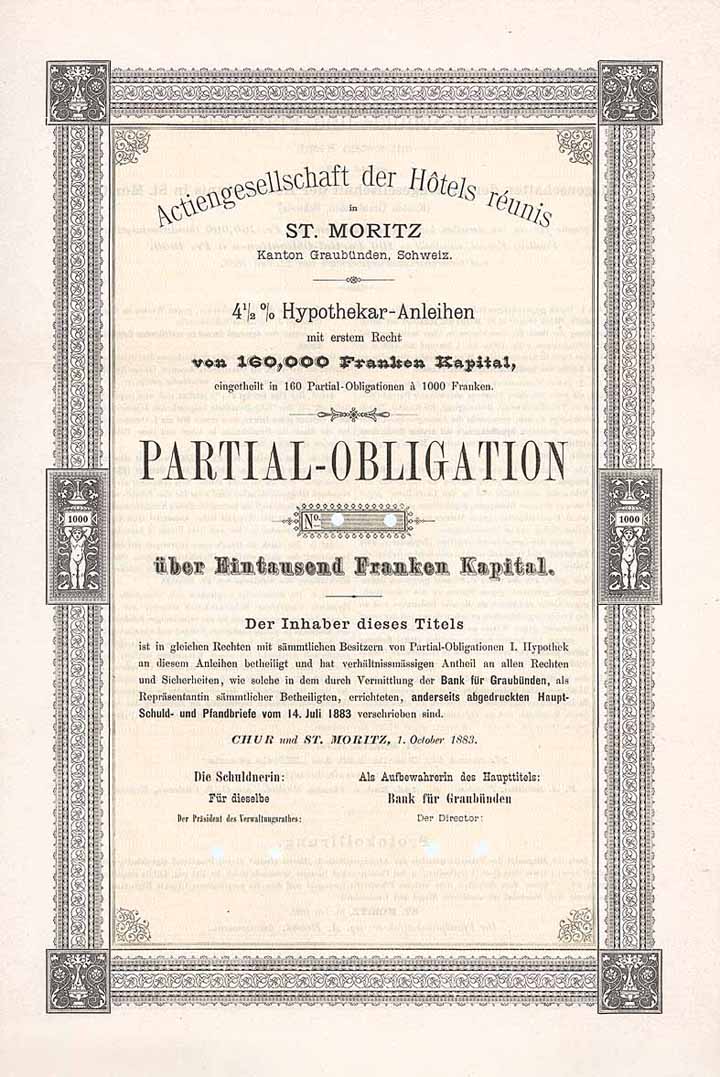 Actiengesellschaft der Hôtels réunis
in
ST. MORITZ
Kanton Graubünden, Schweiz.
4½ % Hypothekar-Anleihen
mit erstem Recht
von 160,000 Franken Kapital,
eingetheilt in 160 Partial-Obligationen à 1000 Franken.
PARTIAL-OBLIGATION
1000
No.
1000
über Eintausend Franken Kapital.
Der Inhaber dieses Titels
ist in gleichen Rechten mit sämmtlichen Besitzern von Partial-Obligationen I. Hypothek
an diesem Anleihen betheiligt und hat verhältnissmässigen Antheil an allen Rechten
und Sicherheiten, wie solche in dem durch Vermittlung der Bank für Graubünden, als
Repräsentantin sämmtlicher Betheiligten, errichteten, anderseits abgedruckten Haupt-
Schuld- und Pfandbriefe vom 14. Juli 1883 verschrieben sind.
CHUR und ST. MORITZ, 1. October 1883.
Die Schuldnerin:
Für dieselbe
Der Präsident des Verwaltungsrathes:
Als Aufbewahrerin des Haupttitels:
Bank für Graubünden
Der Director: